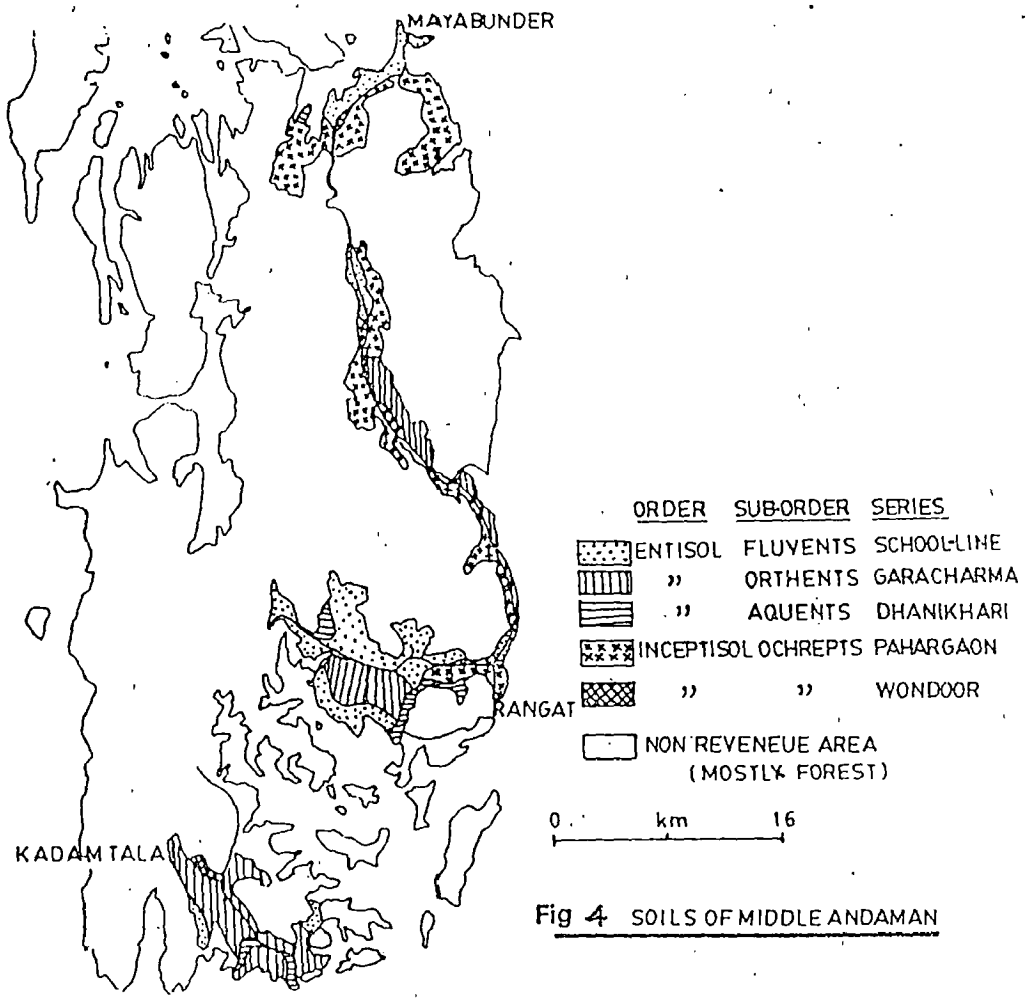 MAYABUNDER
ORDER SUB-ORDER SERIES
ENTISOL FLUVENTS SCHOOL-LINE
" ORTHENTS GARACHARMA
" AQUENTS DHANIKHARI
INCEPTISOL OCHREPTS PAHARGAON
" " WONDOOR
RANGAT
NON REVENEUE AREA
(MOSTLY FOREST)
0 km 16
KADAMTALA
Fig 4 SOILS OF MIDDLE ANDAMAN